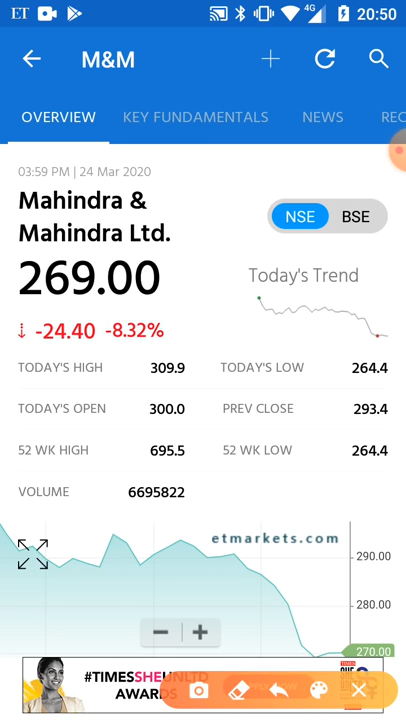 ET 4G 20:50
M&M
OVERVIEW KEY FUNDAMENTALS NEWS REC
03:59 PM | 24 Mar 2020
Mahindra &
Mahindra Ltd.
NSE BSE
269.00
Today's Trend
-24.40 -8.32%
TODAY'S HIGH 309.9 TODAY'S LOW 264.4
TODAY'S OPEN 300.0 PREV CLOSE 293.4
52 WK HIGH 695.5 52 WK LOW 264.4
VOLUME 6695822
etmarkets.com
290.00
280.00
270.00
#TIMESSHEUNLTD
AWARDS